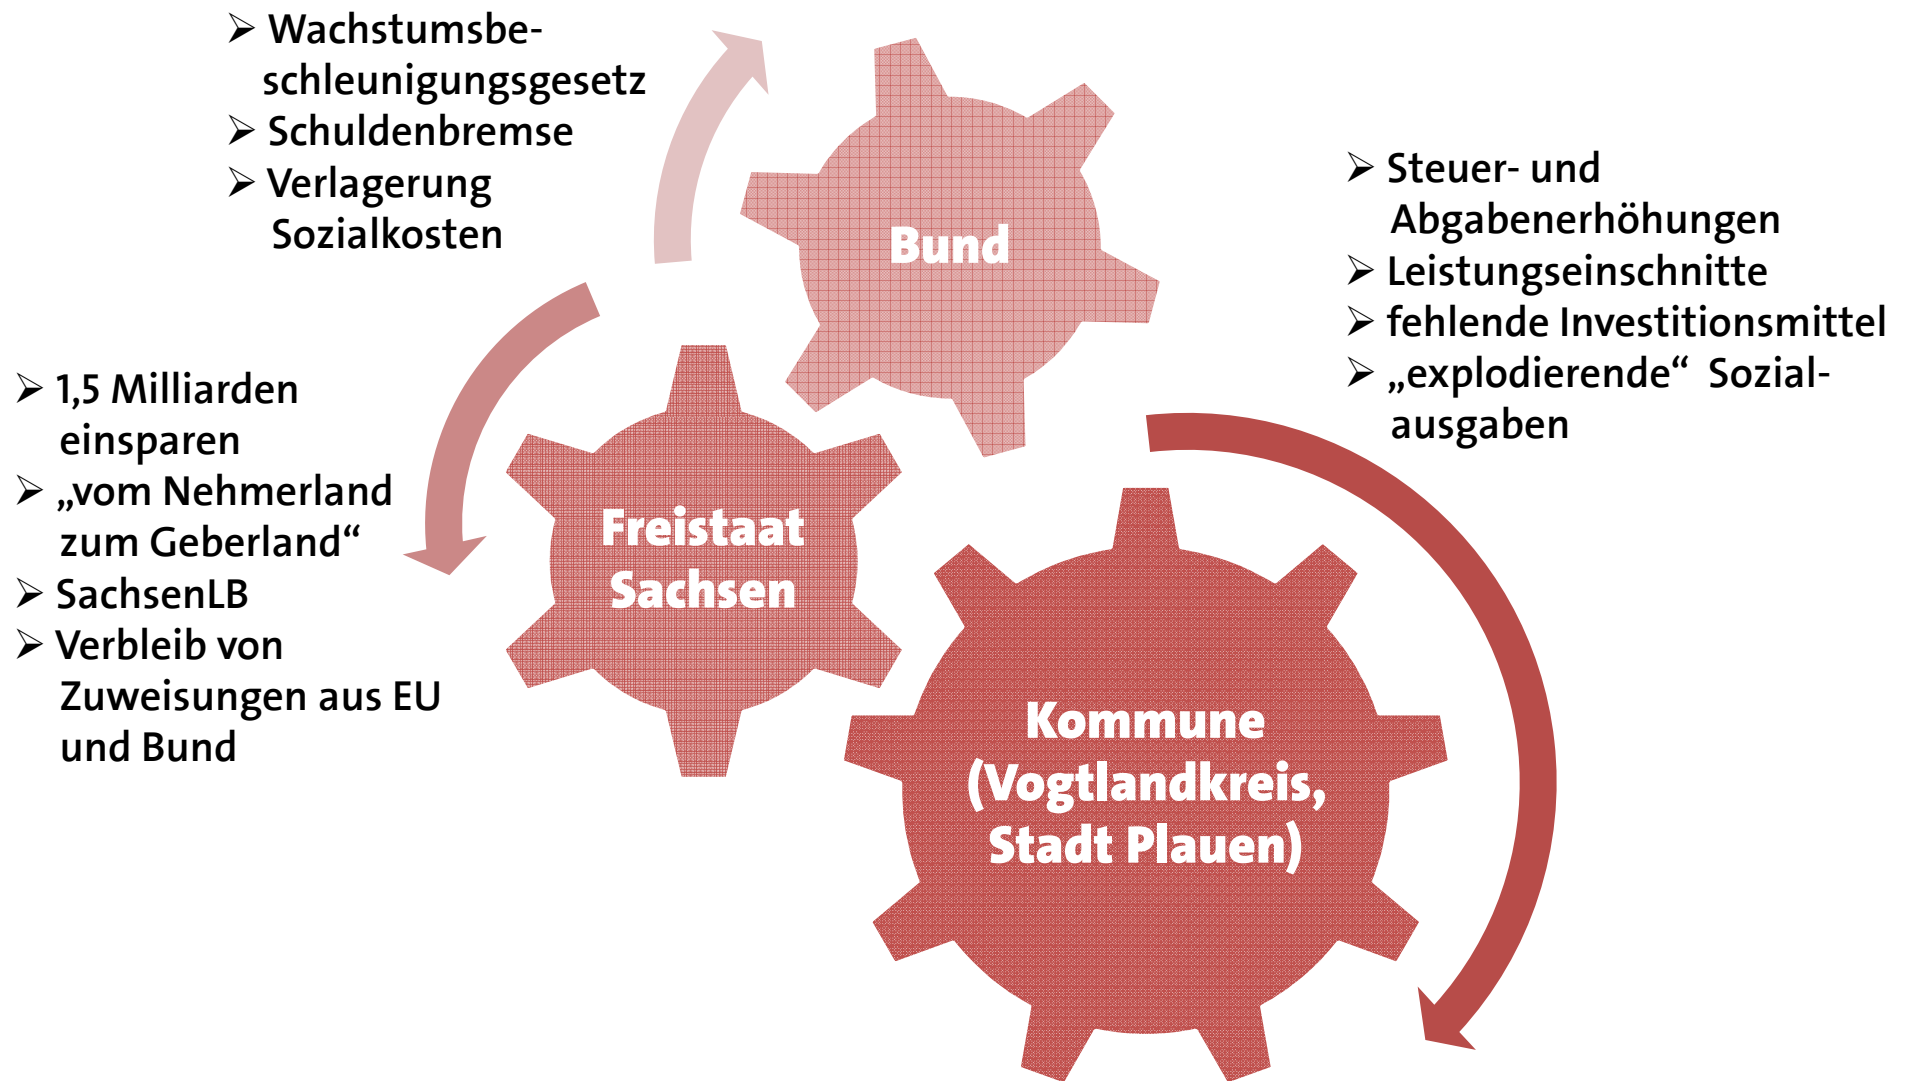 ➢ Wachstumsbe-
schleunigungsgesetz
➢ Schuldenbremse
➢ Verlagerung
Sozialkosten
Bund
➢ Steuer- und
Abgabenerhöhungen
➢ Leistungseinschnitte
➢ fehlende Investitionsmittel
➢ „explodierende“ Sozial-
ausgaben
➢ 1,5 Milliarden
einsparen
➢ „vom Nehmerland
zum Geberland“
➢ SachsenLB
➢ Verbleib von
Zuweisungen aus EU
und Bund
Freistaat
Sachsen
Kommune
(Vogtlandkreis,
Stadt Plauen)